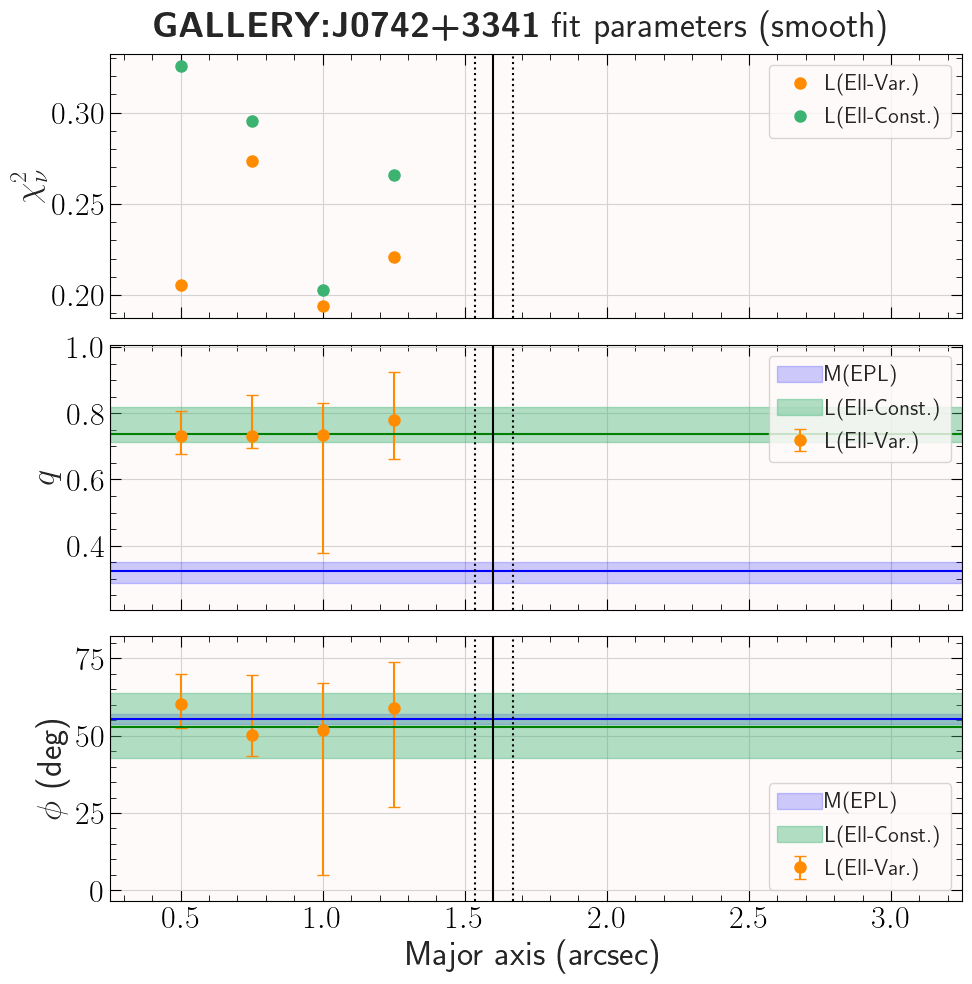 GALLERY:J0742+3341 fit parameters (smooth)
L(Ell-Var.)
L(Ell-Const.)
0.30
0.25
0.20
χ²ᵥ
M(EPL)
L(Ell-Const.)
L(Ell-Var.)
1.0
0.8
0.6
0.4
q
M(EPL)
L(Ell-Const.)
L(Ell-Var.)
75
50
25
0
ϕ (deg)
0.5 1.0 1.5 2.0 2.5 3.0
Major axis (arcsec)